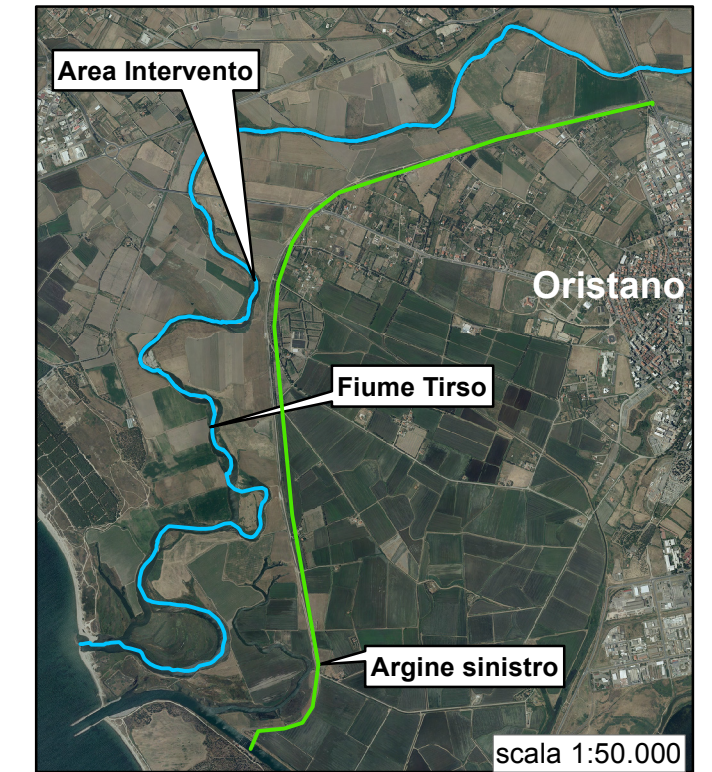 Area Intervento
Oristano
Fiume Tirso
Argine sinistro
scala 1:50.000